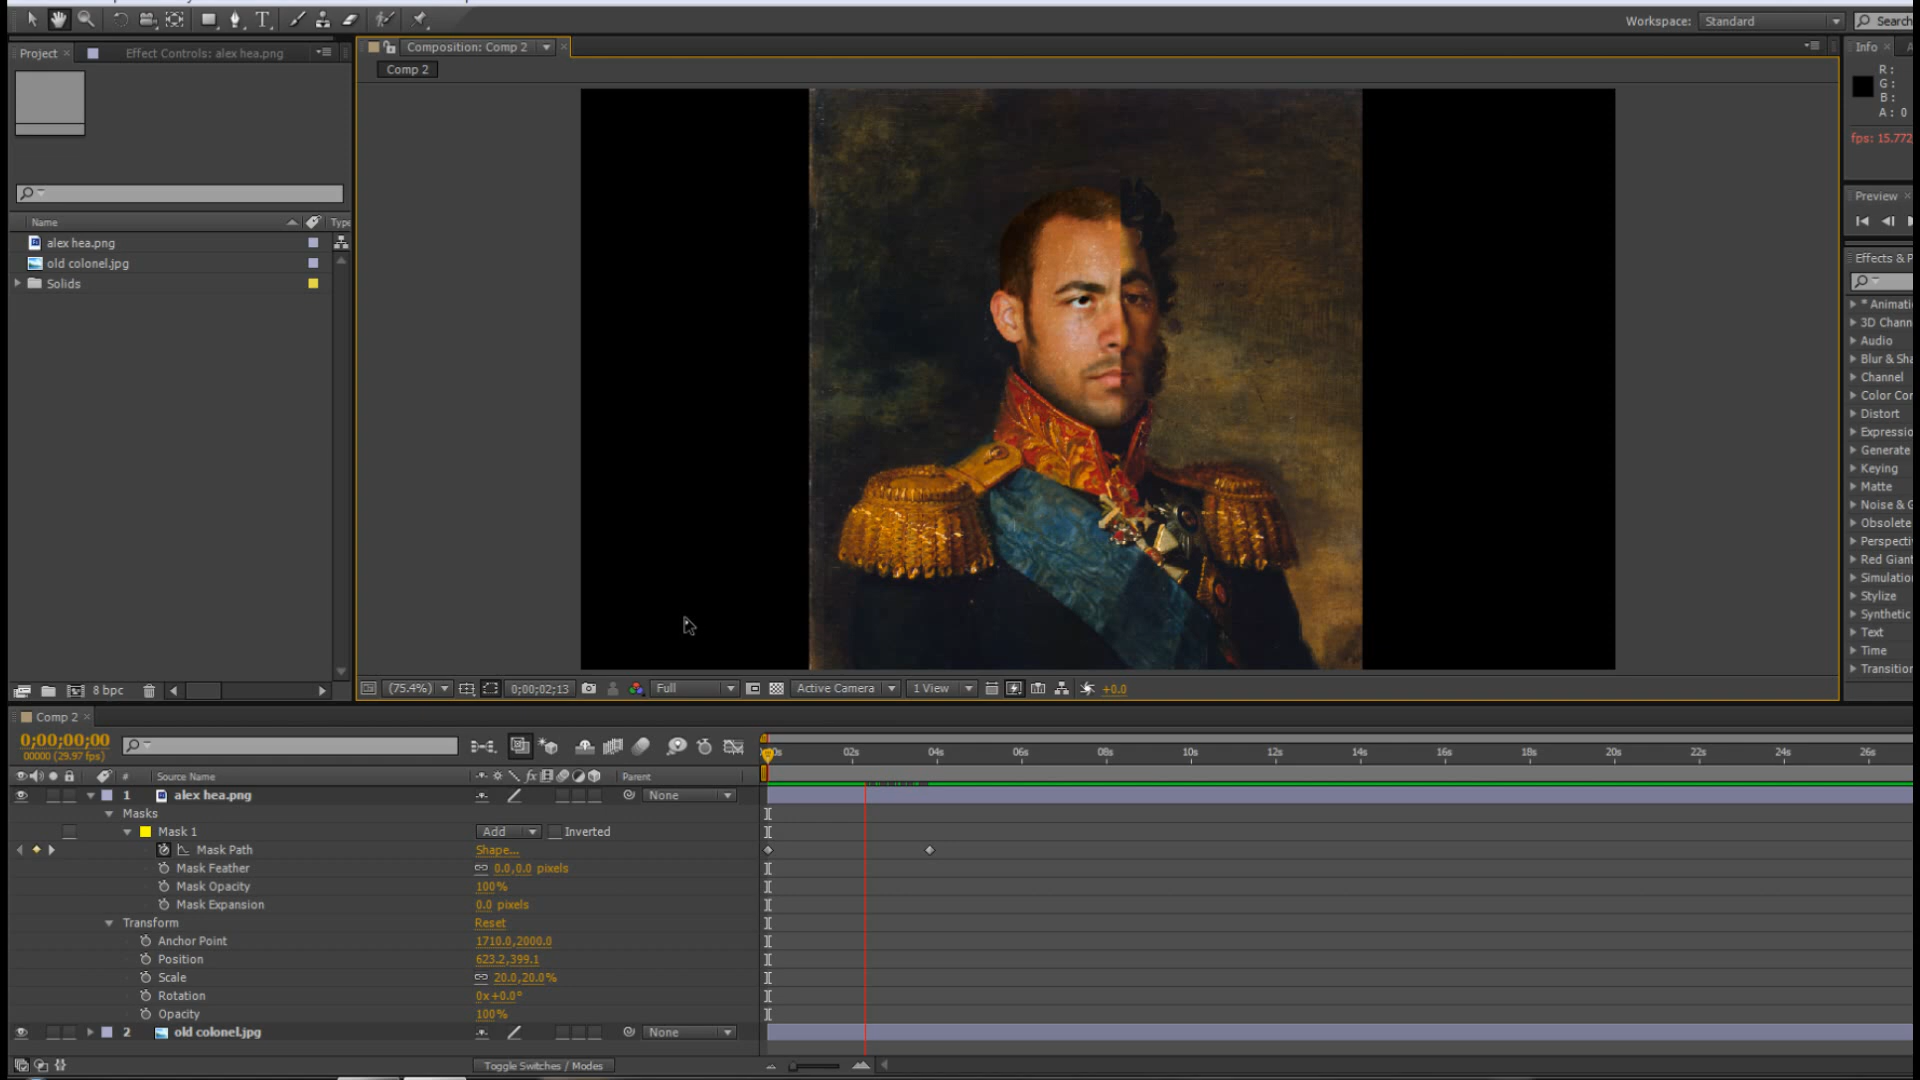 Workspace: Standard Search
Project Effect Controls: alex hea.png
Composition: Comp 2
Info
Comp 2
R:
G:
B:
A: 0
fps: 15.772
Preview
Name Type
alex hea.png
old colonel.jpg
Solids
Effects & P
* Animati
3D Chann
Audio
Blur & Sha
Channel
Color Cor
Distort
Expressio
Generate
Keying
Matte
Noise & G
Obsolete
Perspecti
Red Giant
Simulatio
Stylize
Synthetic
Text
Time
Transition
8 bpc
(75.4%) 0;00;02;13 Full Active Camera 1 View +0.0
Comp 2
0;00;00;00
00000 (29.97 fps)
02s 04s 06s 08s 10s 12s 14s 16s 18s 20s 22s 24s 26s
# Source Name fx Parent
1 alex hea.png None
Masks
Mask 1 Add Inverted
Mask Path Shape...
Mask Feather 0.0,0.0 pixels
Mask Opacity 100%
Mask Expansion 0.0 pixels
Transform Reset
Anchor Point 1710.0,2000.0
Position 623.2,399.1
Scale 20.0,20.0%
Rotation 0x+0.0°
Opacity 100%
2 old colonel.jpg None
Toggle Switches / Modes